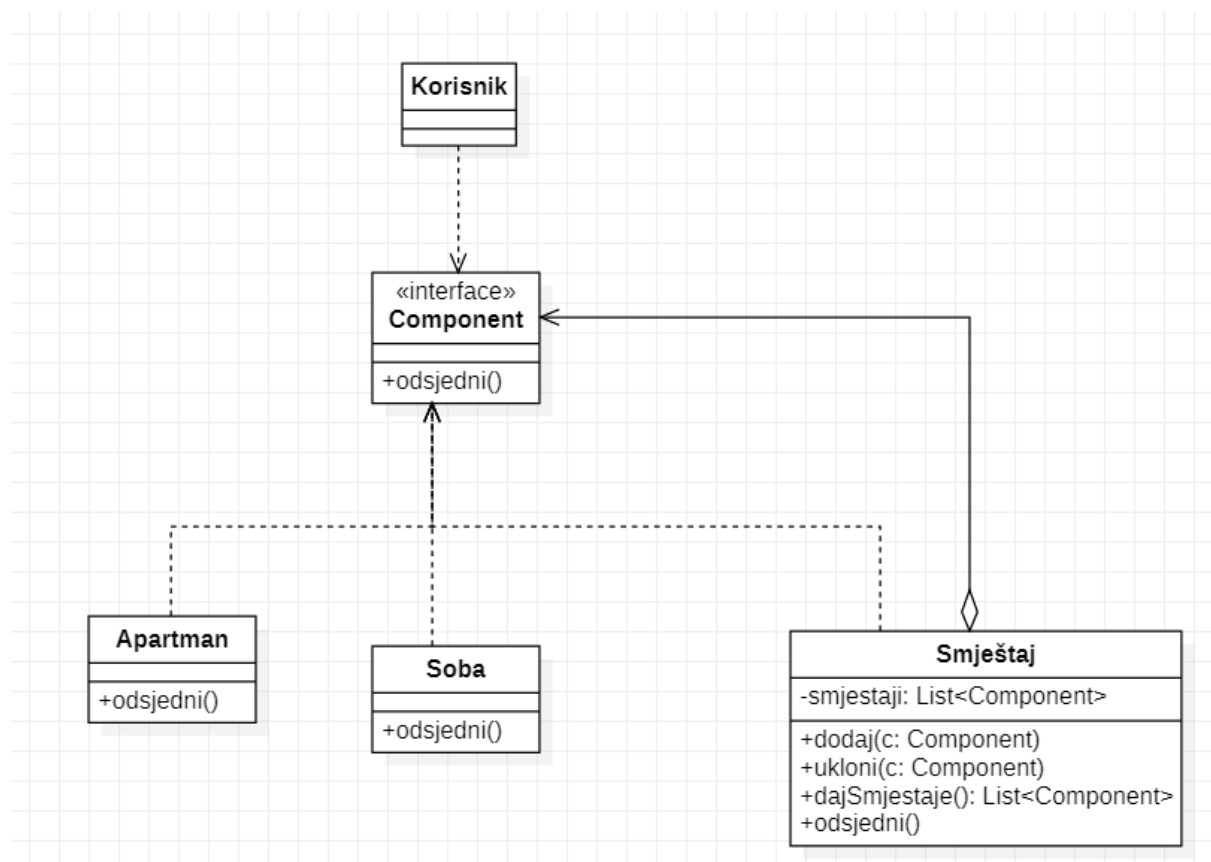 Korisnik
«interface»
Component
+odsjedni()
Apartman
+odsjedni()
Soba
+odsjedni()
Smještaj
-smjestaji: List<Component>
+dodaj(c: Component)
+ukloni(c: Component)
+dajSmjestaje(): List<Component>
+odsjedni()